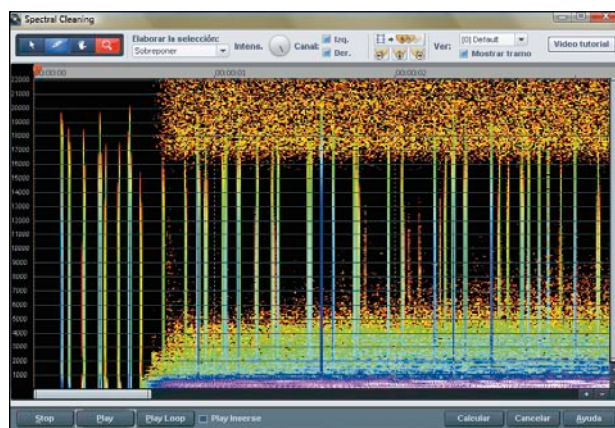 Spectral Cleaning
Elaborar la selección:
Sobreponer
Intens.
Canal:
Izq.
Der.
Ver:
[0] Default
Mostrar tramo
Video tutorial
00:00:00
00:00:01
00:00:02
22000
21000
20000
19000
18000
17000
16000
15000
14000
13000
12000
11000
10000
9000
8000
7000
6000
5000
4000
3000
2000
1000
Stop
Play
Play Loop
Play Inverse
Calcular
Cancelar
Ayuda